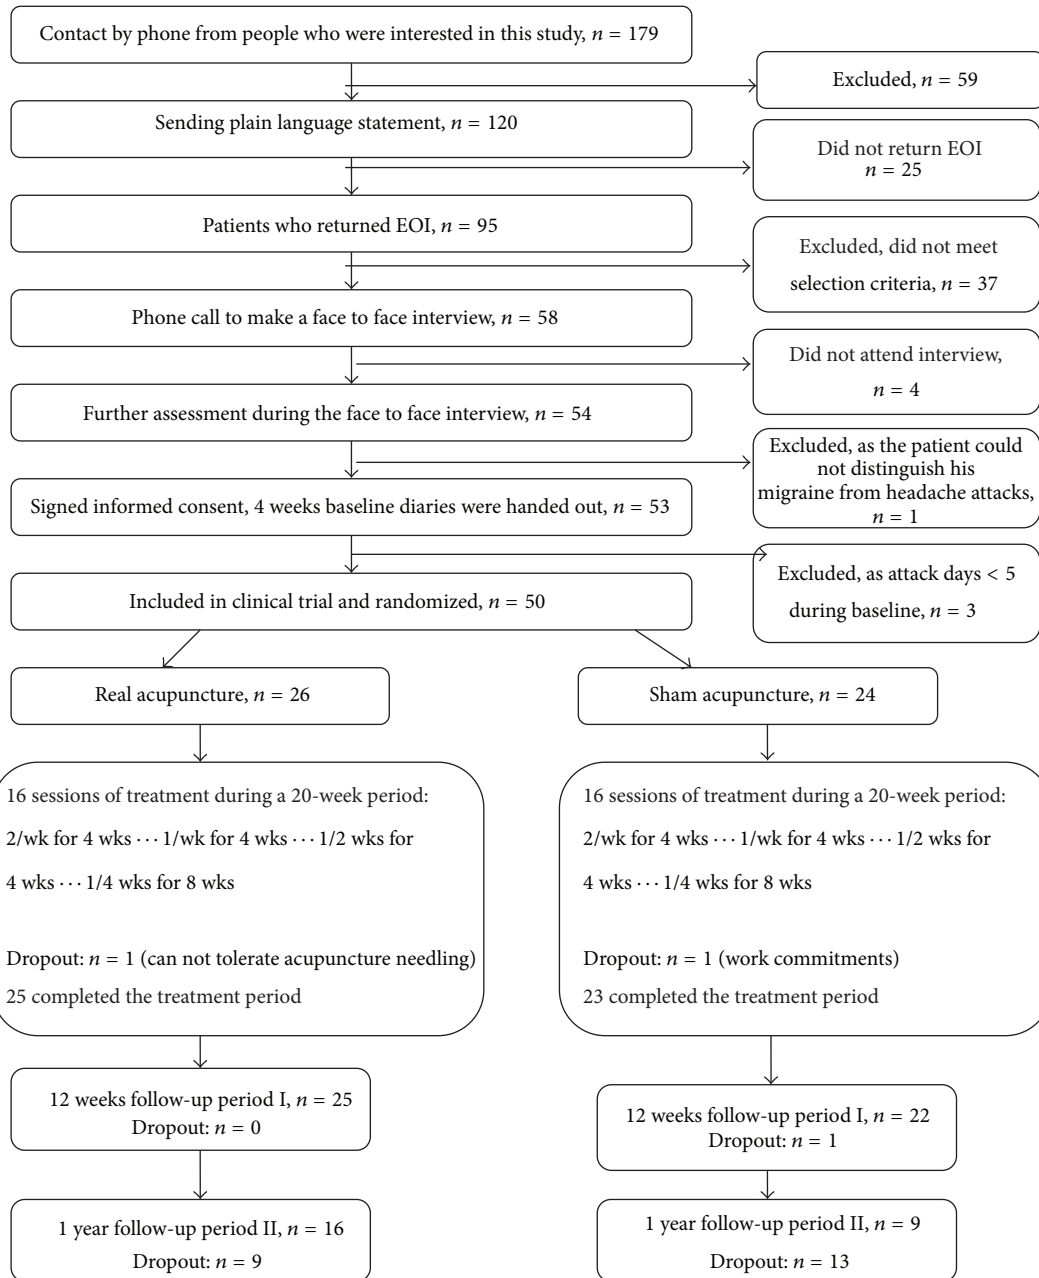 Contact by phone from people who were interested in this study, n = 179
Excluded, n = 59
Sending plain language statement, n = 120
Did not return EOI
n = 25
Patients who returned EOI, n = 95
Excluded, did not meet
selection criteria, n = 37
Phone call to make a face to face interview, n = 58
Did not attend interview,
n = 4
Further assessment during the face to face interview, n = 54
Excluded, as the patient could
not distinguish his
migraine from headache attacks,
n = 1
Signed informed consent, 4 weeks baseline diaries were handed out, n = 53
Excluded, as attack days < 5
during baseline, n = 3
Included in clinical trial and randomized, n = 50
Real acupuncture, n = 26
Sham acupuncture, n = 24
16 sessions of treatment during a 20-week period:
2/wk for 4 wks ··· 1/wk for 4 wks ··· 1/2 wks for
4 wks ··· 1/4 wks for 8 wks
Dropout: n = 1 (can not tolerate acupuncture needling)
25 completed the treatment period
16 sessions of treatment during a 20-week period:
2/wk for 4 wks ··· 1/wk for 4 wks ··· 1/2 wks for
4 wks ··· 1/4 wks for 8 wks
Dropout: n = 1 (work commitments)
23 completed the treatment period
12 weeks follow-up period I, n = 25
Dropout: n = 0
12 weeks follow-up period I, n = 22
Dropout: n = 1
1 year follow-up period II, n = 16
Dropout: n = 9
1 year follow-up period II, n = 9
Dropout: n = 13